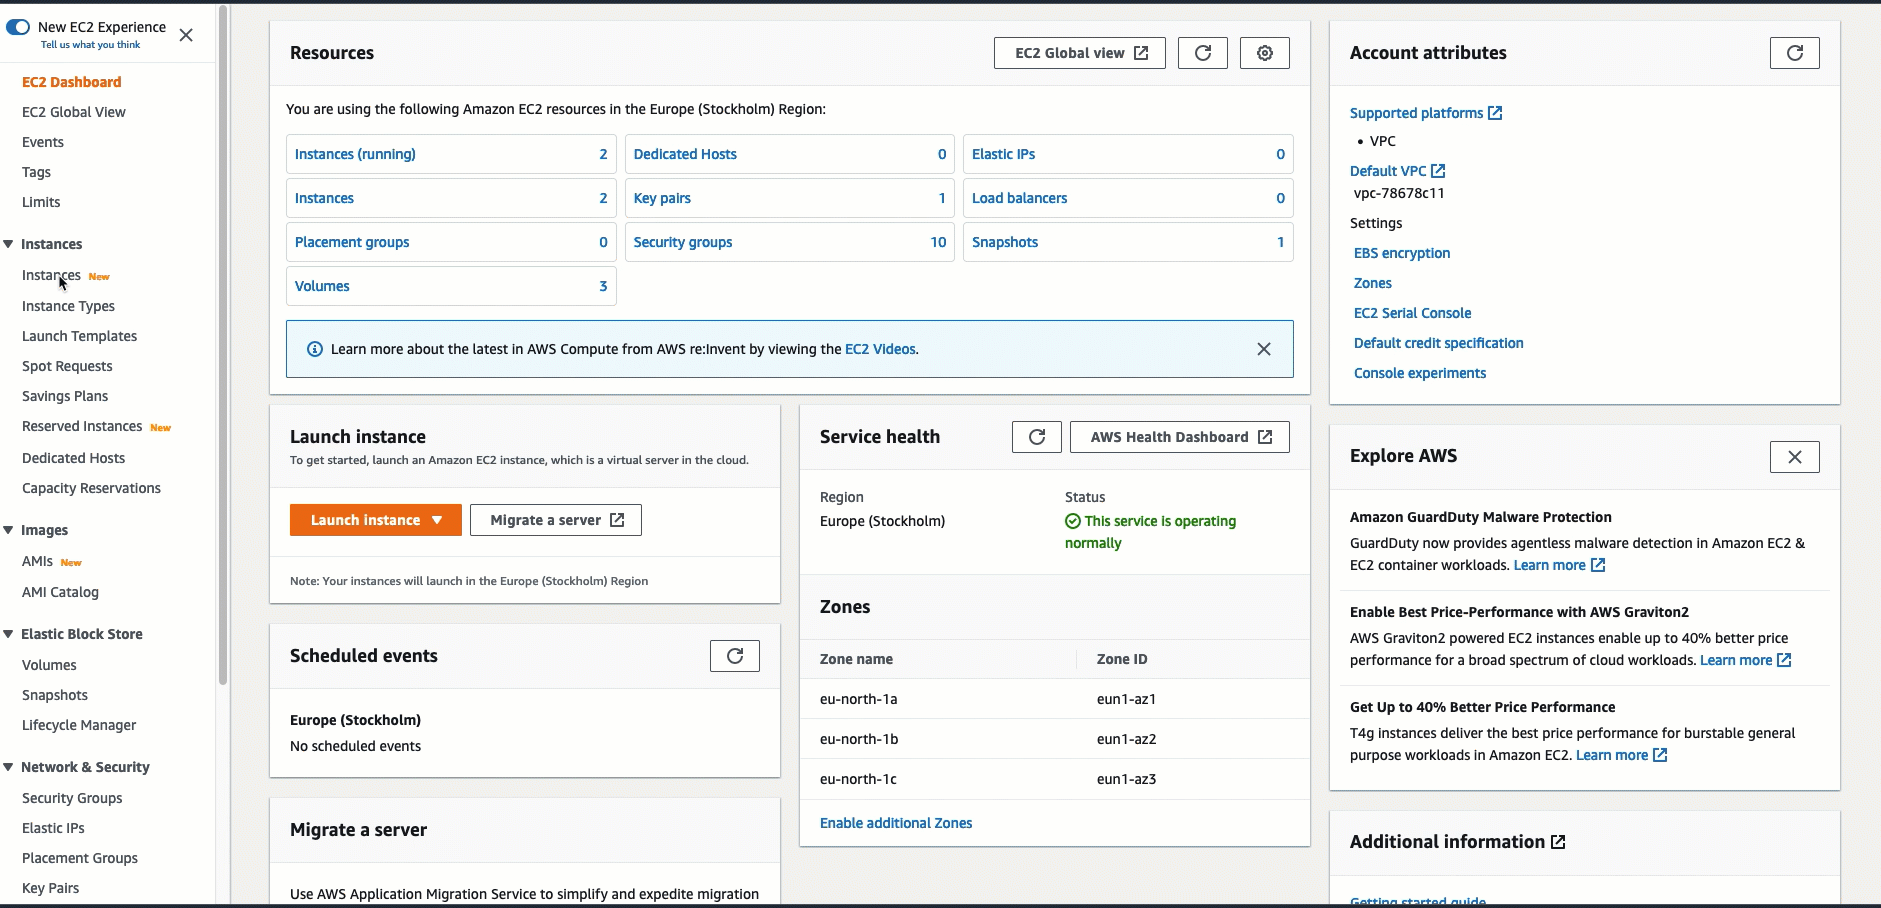 New EC2 Experience
Tell us what you think
EC2 Dashboard
EC2 Global View
Events
Tags
Limits
Instances
Instances New
Instance Types
Launch Templates
Spot Requests
Savings Plans
Reserved Instances New
Dedicated Hosts
Capacity Reservations
Images
AMIs New
AMI Catalog
Elastic Block Store
Volumes
Snapshots
Lifecycle Manager
Network & Security
Security Groups
Elastic IPs
Placement Groups
Key Pairs
Resources
EC2 Global view
You are using the following Amazon EC2 resources in the Europe (Stockholm) Region:
Instances (running) 2
Dedicated Hosts 0
Elastic IPs 0
Instances 2
Key pairs 1
Load balancers 0
Placement groups 0
Security groups 10
Snapshots 1
Volumes 3
Learn more about the latest in AWS Compute from AWS re:Invent by viewing the EC2 Videos.
Launch instance
To get started, launch an Amazon EC2 instance, which is a virtual server in the cloud.
Launch instance
Migrate a server
Note: Your instances will launch in the Europe (Stockholm) Region
Scheduled events
Europe (Stockholm)
No scheduled events
Migrate a server
Use AWS Application Migration Service to simplify and expedite migration
Service health
AWS Health Dashboard
Region
Europe (Stockholm)
Status
This service is operating
normally
Zones
Zone name Zone ID
eu-north-1a eun1-az1
eu-north-1b eun1-az2
eu-north-1c eun1-az3
Enable additional Zones
Account attributes
Supported platforms
• VPC
Default VPC
vpc-78678c11
Settings
EBS encryption
Zones
EC2 Serial Console
Default credit specification
Console experiments
Explore AWS
Amazon GuardDuty Malware Protection
GuardDuty now provides agentless malware detection in Amazon EC2 &
EC2 container workloads. Learn more
Enable Best Price-Performance with AWS Graviton2
AWS Graviton2 powered EC2 instances enable up to 40% better price
performance for a broad spectrum of cloud workloads. Learn more
Get Up to 40% Better Price Performance
T4g instances deliver the best price performance for burstable general
purpose workloads in Amazon EC2. Learn more
Additional information
Getting started guide